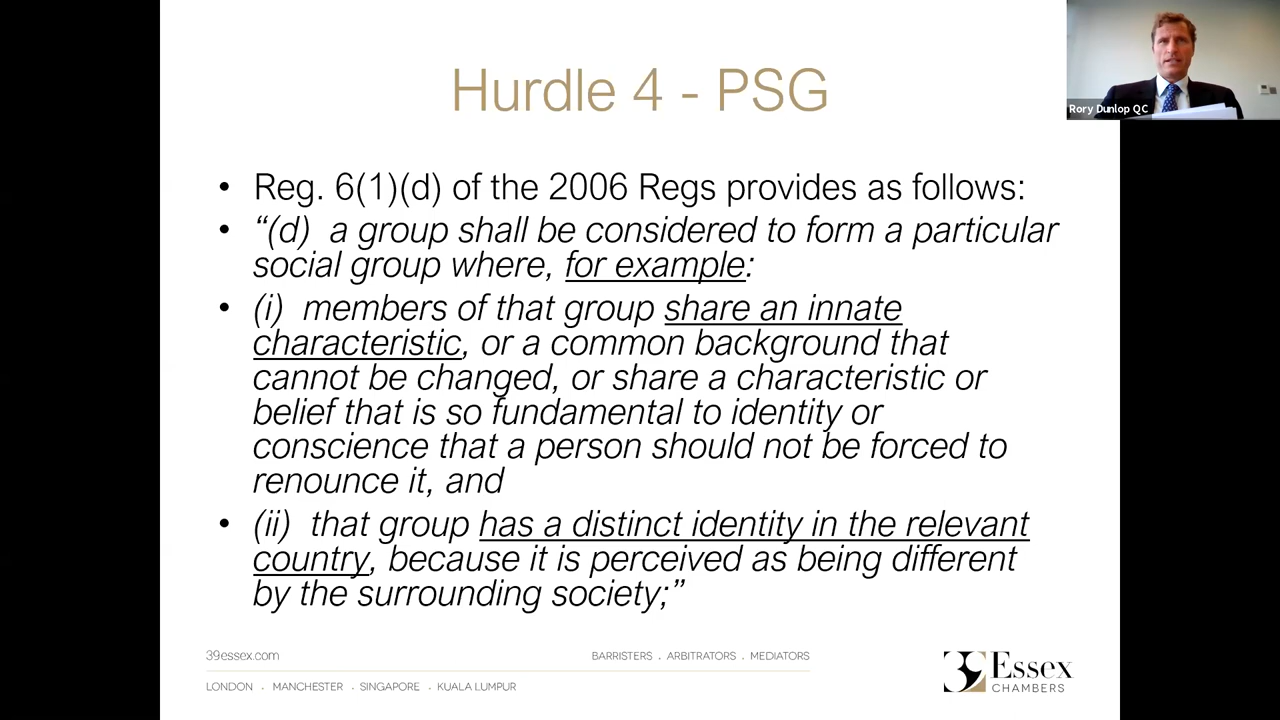 Hurdle 4 - PSG
Rory Dunlop QC
• Reg. 6(1)(d) of the 2006 Regs provides as follows:
• “(d) a group shall be considered to form a particular
social group where, for example:
• (i) members of that group share an innate
characteristic, or a common background that
cannot be changed, or share a characteristic or
belief that is so fundamental to identity or
conscience that a person should not be forced to
renounce it, and
• (ii) that group has a distinct identity in the relevant
country, because it is perceived as being different
by the surrounding society;”
39essex.com
BARRISTERS . ARBITRATORS . MEDIATORS
LONDON . MANCHESTER . SINGAPORE . KUALA LUMPUR
39 Essex
CHAMBERS